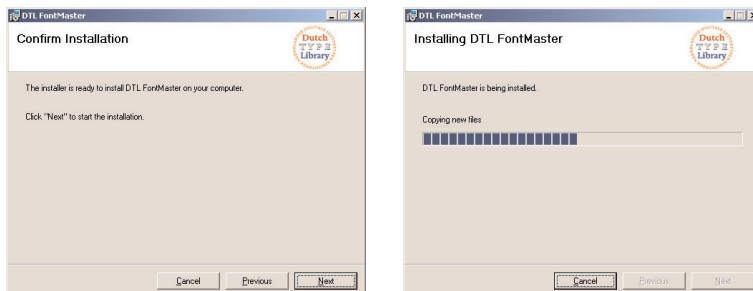 DTL FontMaster
Confirm Installation
Dutch
TYPE
Library
The installer is ready to install DTL FontMaster on your computer.
Click "Next" to start the installation.
Cancel
Previous
Next
DTL FontMaster
Installing DTL FontMaster
Dutch
TYPE
Library
DTL FontMaster is being installed.
Copying new files
Cancel
Previous
Next